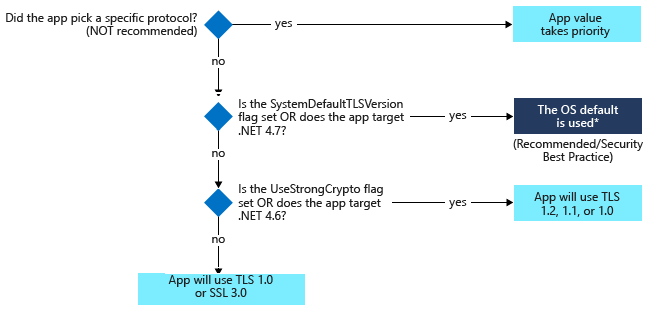 Did the app pick a specific protocol?
(NOT recommended)
yes
App value
takes priority
no
Is the SystemDefaultTLSVersion
flag set OR does the app target
.NET 4.7?
yes
The OS default
is used*
(Recommended/Security
Best Practice)
no
Is the UseStrongCrypto flag
set OR does the app target
.NET 4.6?
yes
App will use TLS
1.2, 1.1, or 1.0
no
App will use TLS 1.0
or SSL 3.0